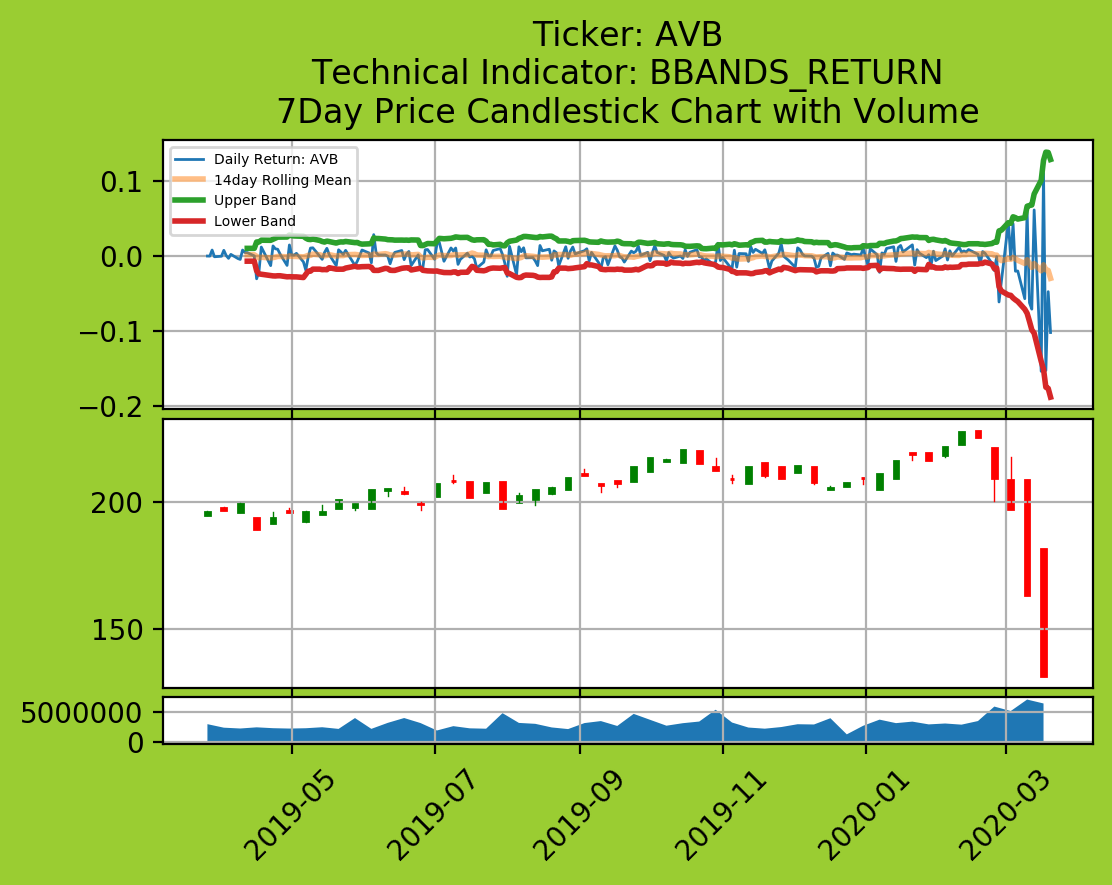 Ticker: AVB
Technical Indicator: BBANDS_RETURN
7Day Price Candlestick Chart with Volume
Daily Return: AVB
14day Rolling Mean
Upper Band
Lower Band
0.1
0.0
−0.1
−0.2
200
150
5000000
0
2019-05
2019-07
2019-09
2019-11
2020-01
2020-03